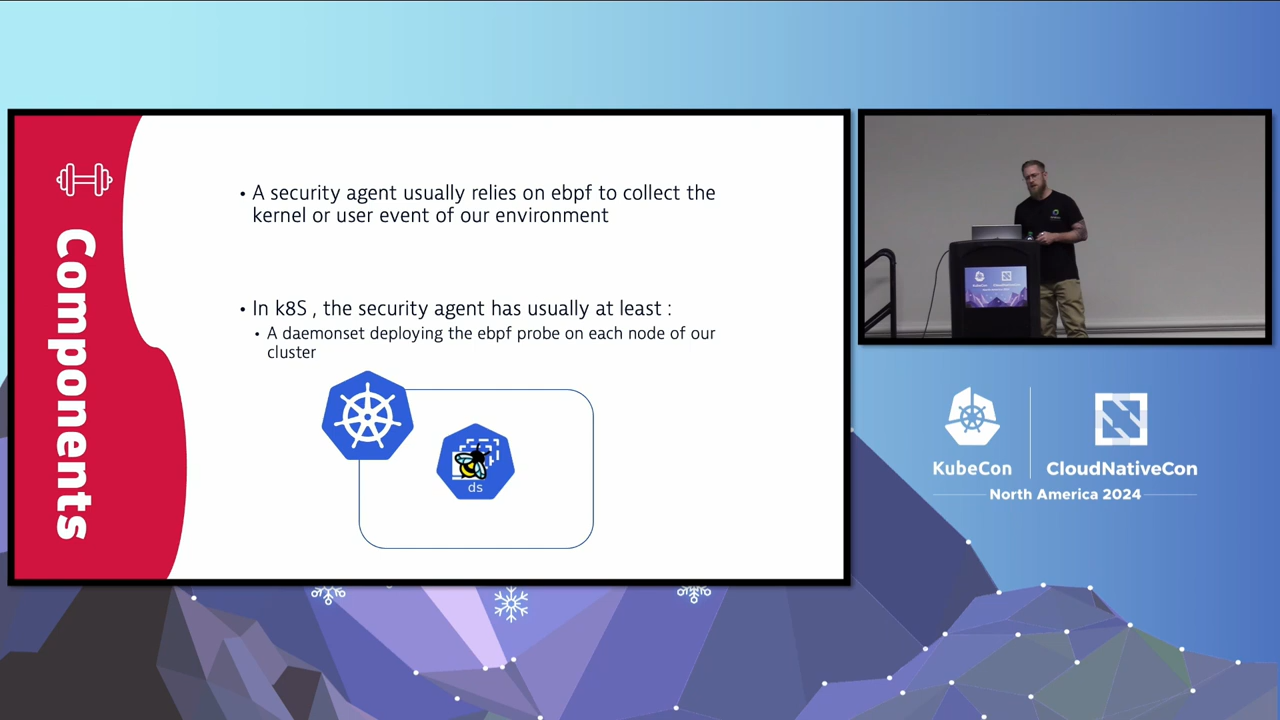 Components
• A security agent usually relies on ebpf to collect the
kernel or user event of our environment
• In k8S , the security agent has usually at least :
• A daemonset deploying the ebpf probe on each node of our
cluster
ds
KubeCon
CloudNativeCon
North America 2024